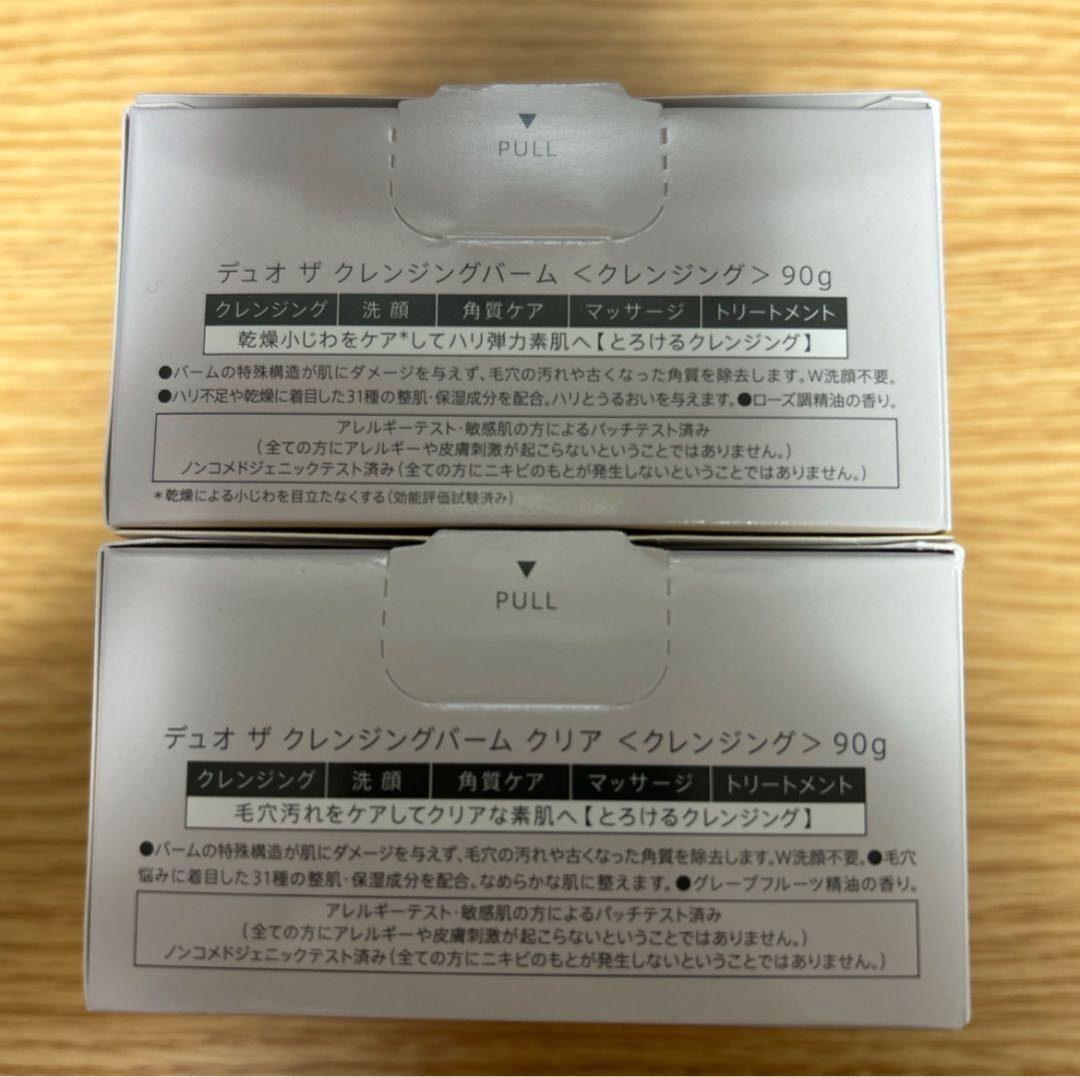 ▼
PULL
デュオ ザ クレンジングバーム <クレンジング> 90g
クレンジング 洗顔 角質ケア マッサージ トリートメント
乾燥小じわをケア*してハリ弾力素肌へ【とろけるクレンジング】
●バームの特殊構造が肌にダメージを与えず、毛穴の汚れや古くなった角質を除去します。W洗顔不要。
●ハリ不足や乾燥に着目した31種の整肌・保湿成分を配合。ハリとうるおいを与えます。●ローズ調精油の香り。
アレルギーテスト・敏感肌の方によるパッチテスト済み
(全ての方にアレルギーや皮膚刺激が起こらないということではありません。)
ノンコメドジェニックテスト済み(全ての方にニキビのもとが発生しないということではありません。)
*乾燥による小じわを目立たなくする(効能評価試験済み)
▼
PULL
デュオ ザ クレンジングバーム クリア <クレンジング> 90g
クレンジング 洗顔 角質ケア マッサージ トリートメント
毛穴汚れをケアしてクリアな素肌へ【とろけるクレンジング】
●バームの特殊構造が肌にダメージを与えず、毛穴の汚れや古くなった角質を除去します。W洗顔不要。●毛穴
悩みに着目した31種の整肌・保湿成分を配合。なめらかな肌に整えます。●グレープフルーツ精油の香り。
アレルギーテスト・敏感肌の方によるパッチテスト済み
(全ての方にアレルギーや皮膚刺激が起こらないということではありません。)
ノンコメドジェニックテスト済み(全ての方にニキビのもとが発生しないということではありません。)